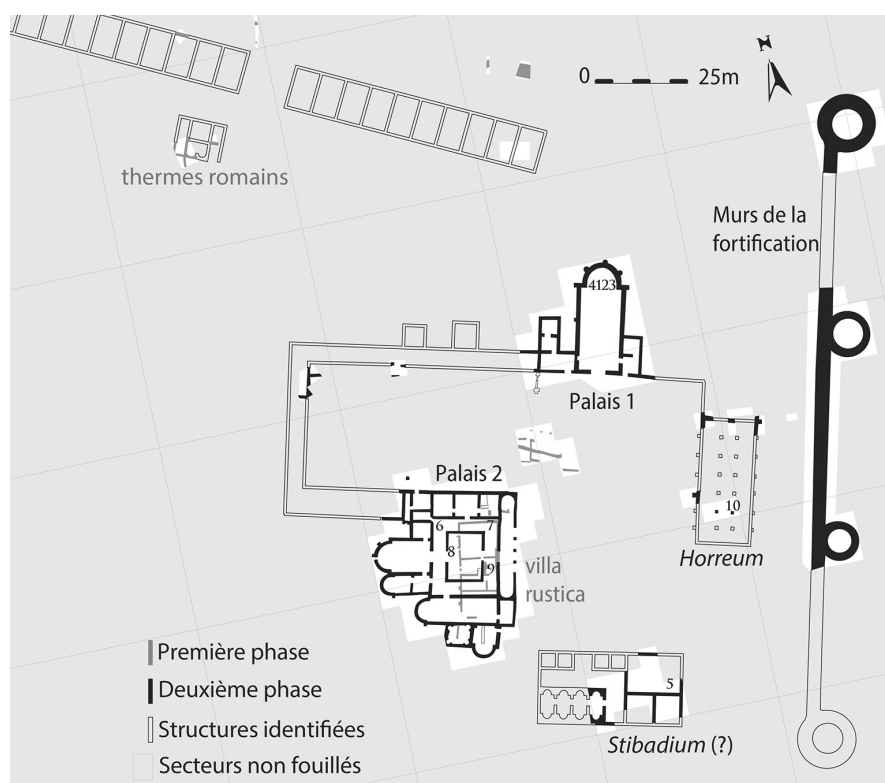 N
0 25m
thermes romains
Murs de la
fortification
4123
Palais 1
Palais 2
6 7
8
9
10
villa
rustica
Horreum
5
Stibadium (?)
Première phase
Deuxième phase
Structures identifiées
Secteurs non fouillés